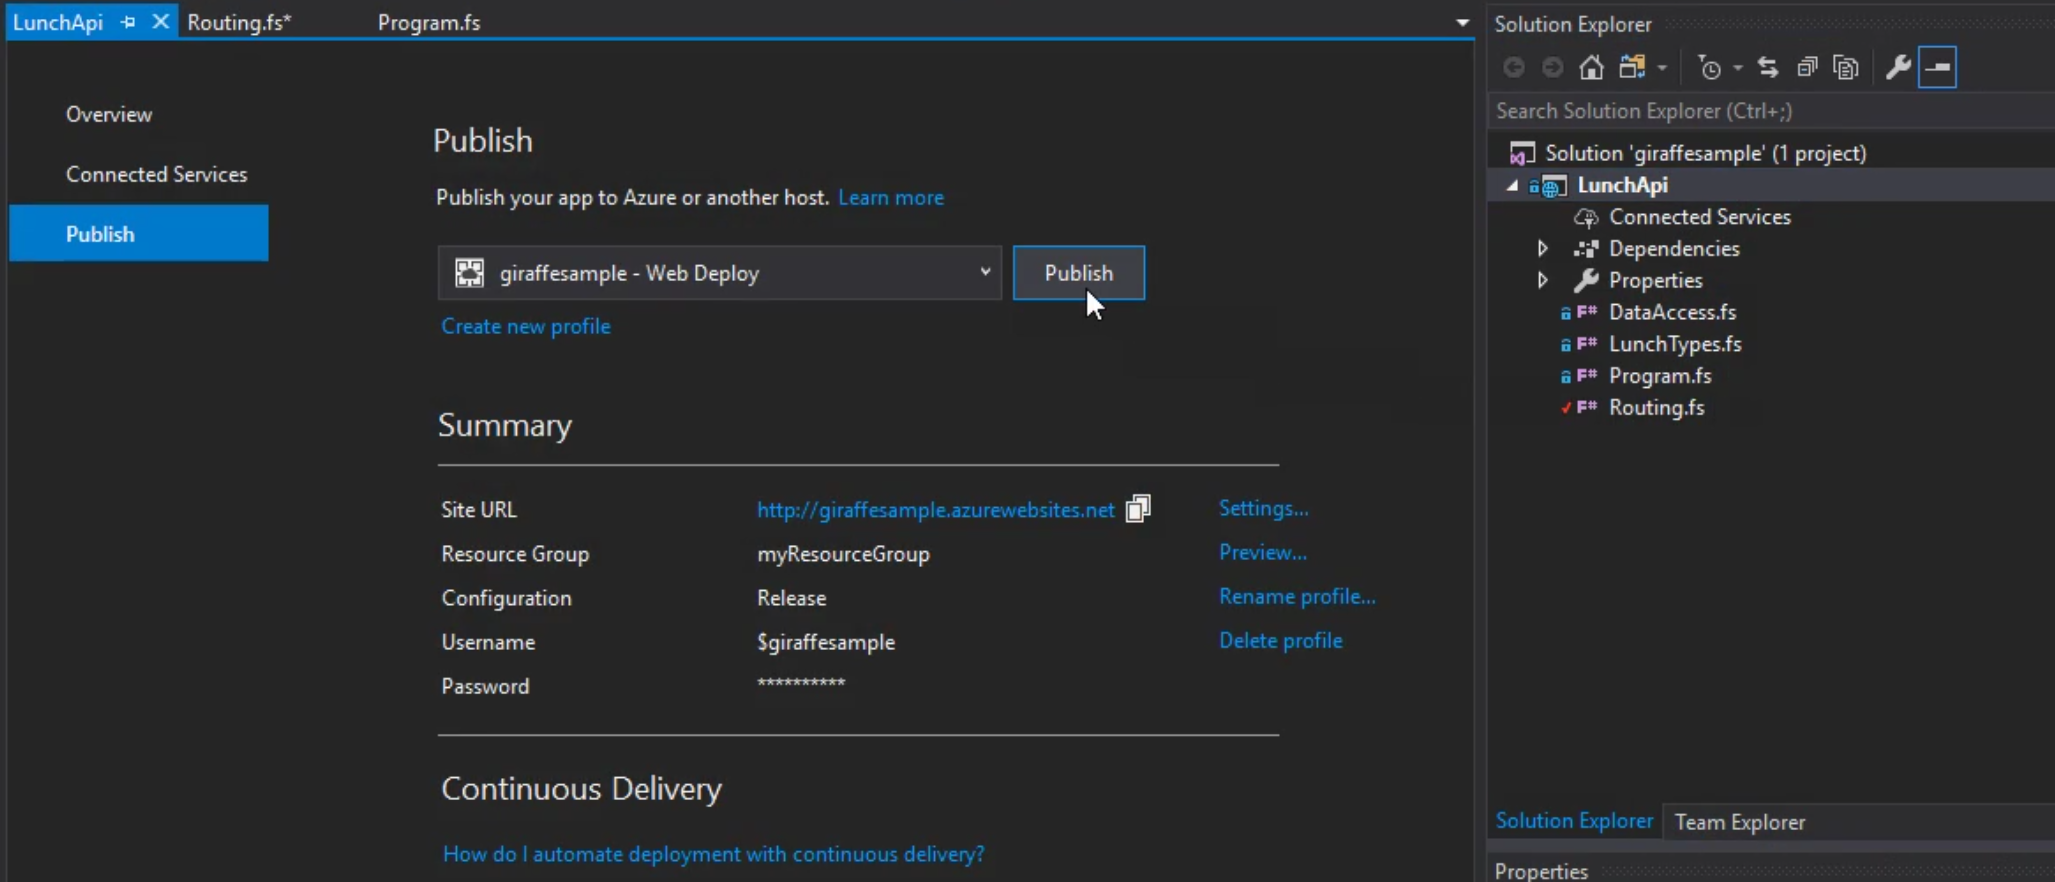 LunchApi
Routing.fs*
Program.fs
Overview
Connected Services
Publish
Publish
Publish your app to Azure or another host. Learn more
giraffesample - Web Deploy
Publish
Create new profile
Summary
Site URL
http://giraffesample.azurewebsites.net
Settings...
Resource Group
myResourceGroup
Preview...
Configuration
Release
Rename profile...
Username
$giraffesample
Delete profile
Password
**********
Continuous Delivery
How do I automate deployment with continuous delivery?
Solution Explorer
Search Solution Explorer (Ctrl+;)
Solution 'giraffesample' (1 project)
LunchApi
Connected Services
Dependencies
Properties
F# DataAccess.fs
F# LunchTypes.fs
F# Program.fs
F# Routing.fs
Solution Explorer
Team Explorer
Properties